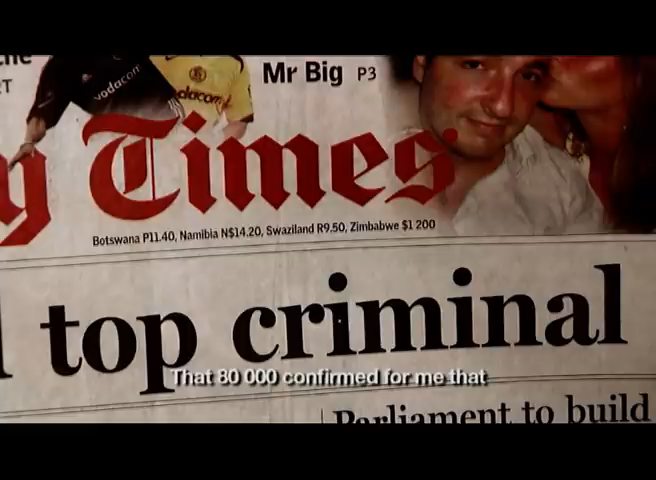 Mr Big P3
vodacom
vodacom
y Times
Botswana P11.40, Namibia N$14.20, Swaziland R9.50, Zimbabwe $1 200
top criminal
That 80 000 confirmed for me that
Parliament to build